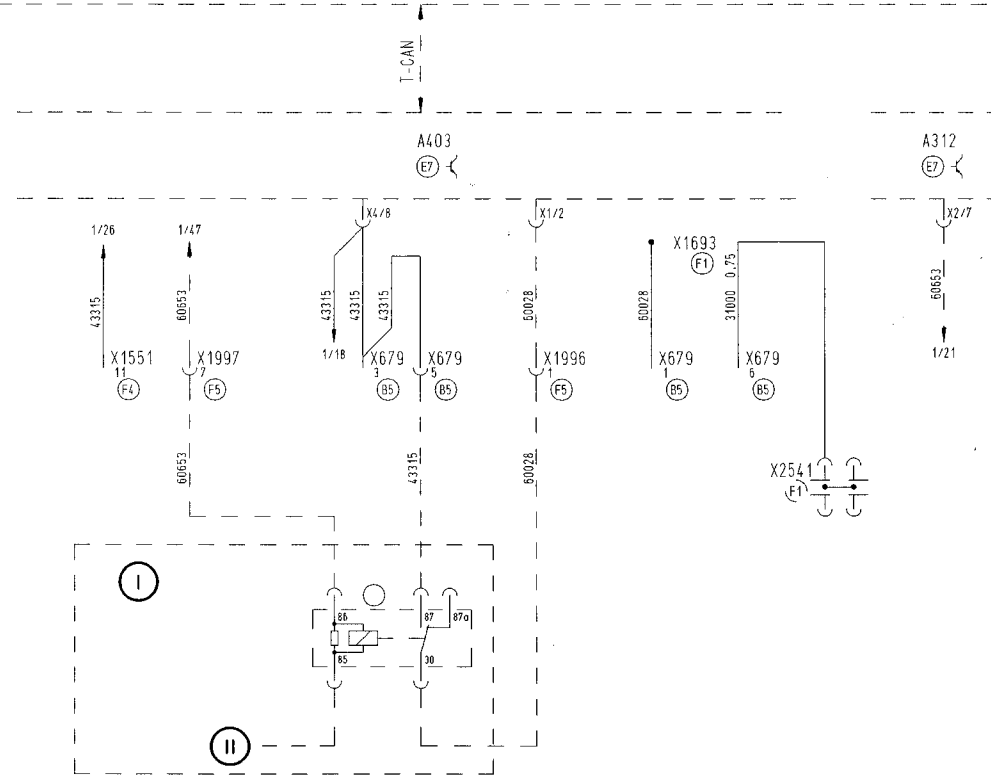 T-CAN
A403
E7
A312
E7
X4/8
X1/2
X2/7
1/26
1/47
43315
60653
43315
43315
43315
60028
60028
X1693
F1
31000 0.75
60653
1/18
1/21
X1551
11
F4
X1997
7
F5
X679
3
B5
X679
5
B5
X1996
1
F5
X679
1
B5
X679
6
B5
60653
43315
60028
X2541
F1
I
86
87
87a
85
30
II